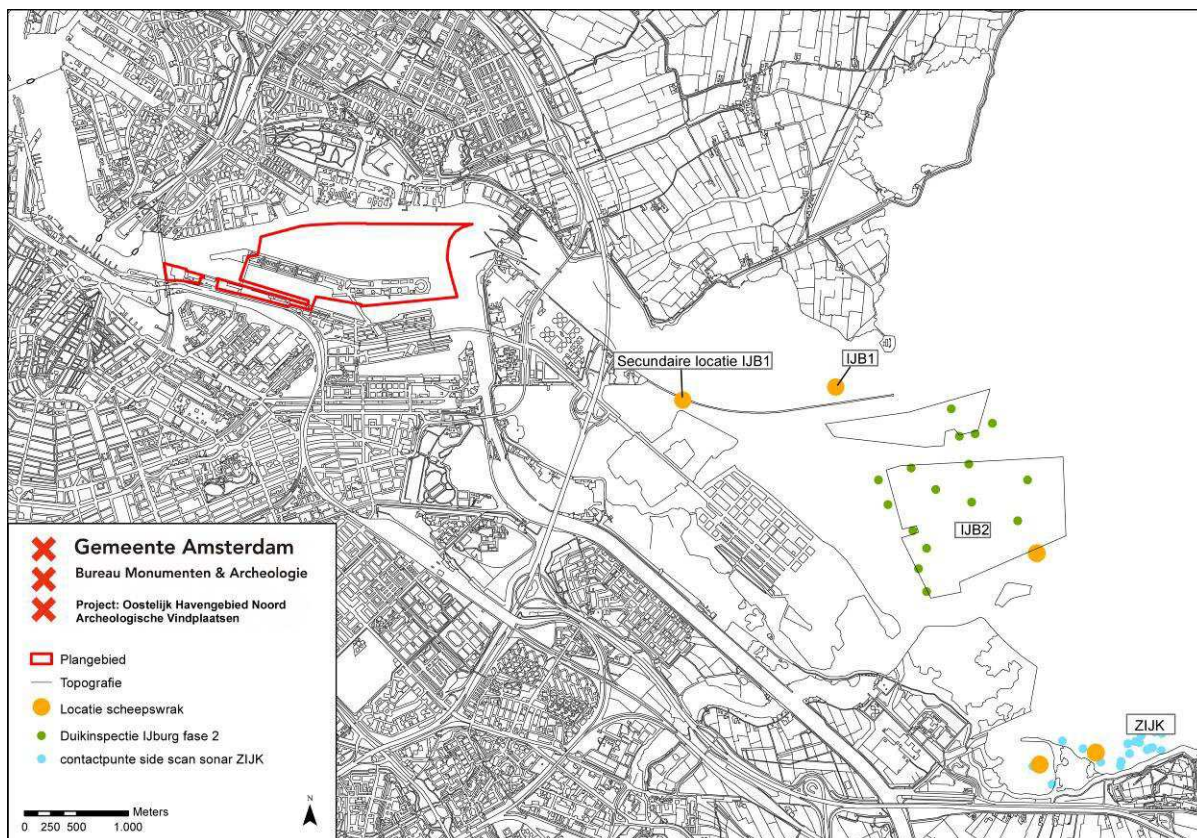 Secundaire locatie IJB1
IJB1
IJB2
ZIJK
Gemeente Amsterdam
Bureau Monumenten & Archeologie
Project: Oostelijk Havengebied Noord
Archeologische Vindplaatsen
Plangebied
Topografie
Locatie scheepswrak
Duikinspectie IJburg fase 2
contactpunte side scan sonar ZIJK
Meters
0 250 500 1.000
N